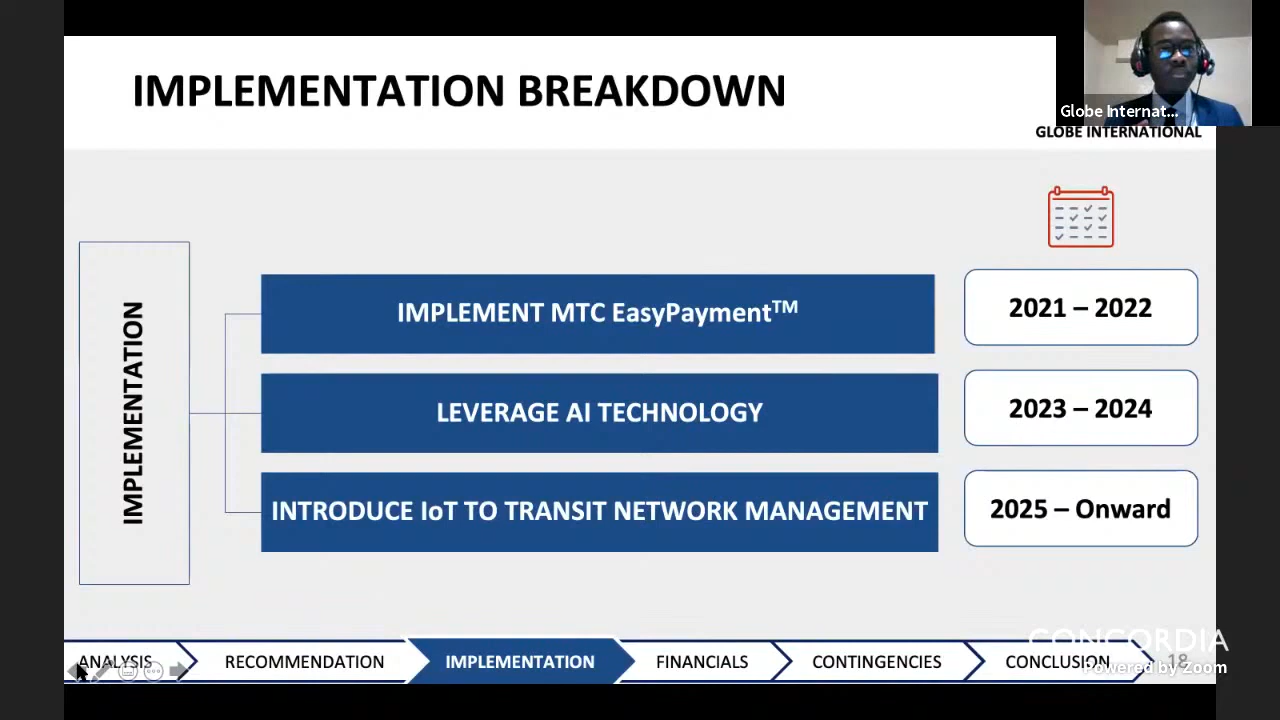 IMPLEMENTATION BREAKDOWN
Globe Internat...
GLOBE INTERNATIONAL
IMPLEMENTATION
IMPLEMENT MTC EasyPayment™
2021 – 2022
LEVERAGE AI TECHNOLOGY
2023 – 2024
INTRODUCE IoT TO TRANSIT NETWORK MANAGEMENT
2025 – Onward
CONCORDIA
ANALYSIS
RECOMMENDATION
IMPLEMENTATION
FINANCIALS
CONTINGENCIES
CONCLUSION
18
Powered by Zoom